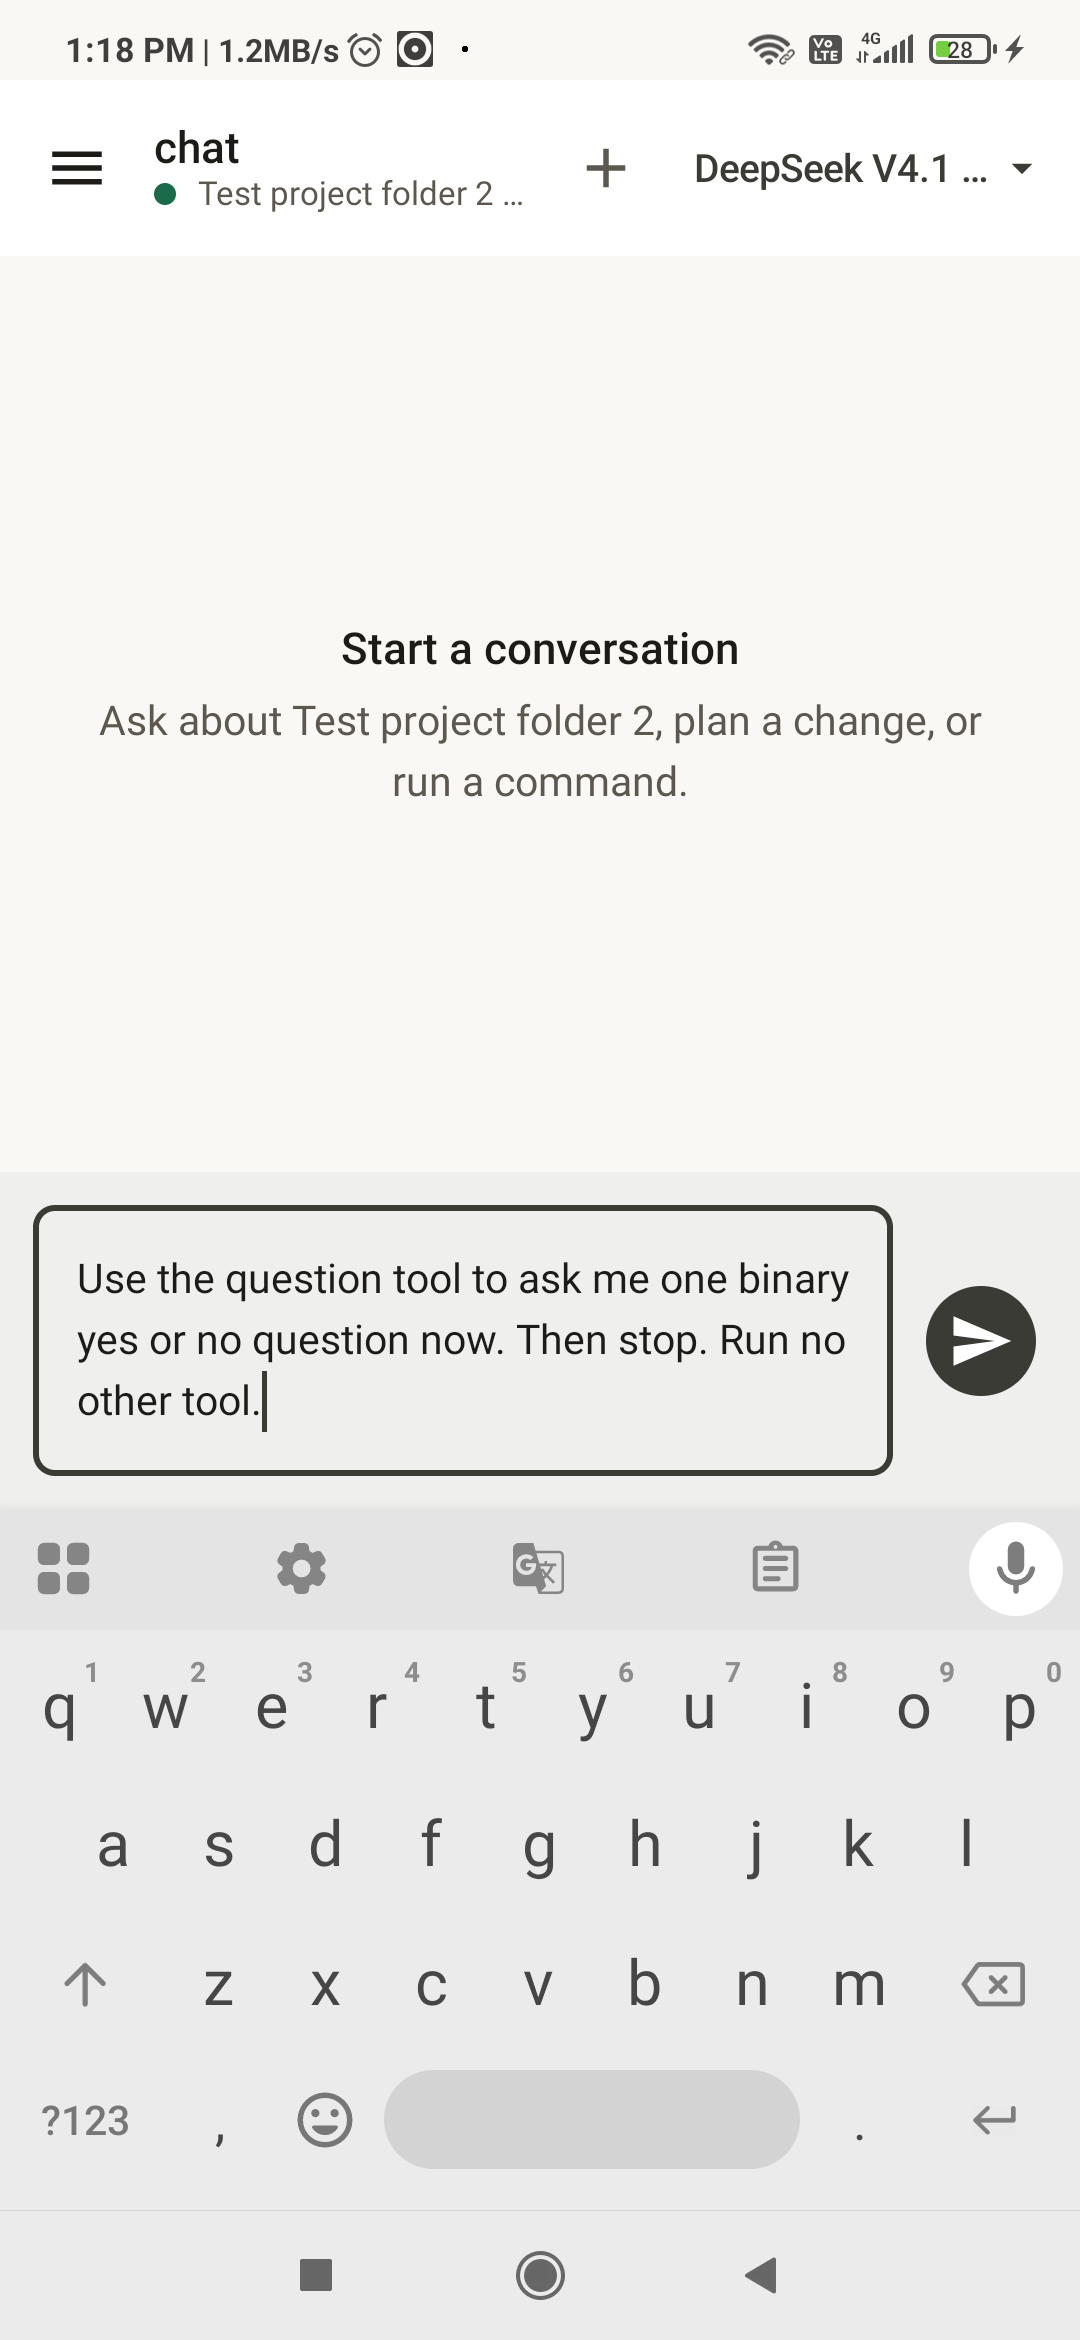 1:18 PM | 1.2MB/s
Vo LTE 4G 28
chat
Test project folder 2 ...
DeepSeek V4.1 ...
Start a conversation
Ask about Test project folder 2, plan a change, or
run a command.
Use the question tool to ask me one binary
yes or no question now. Then stop. Run no
other tool.
G 文
1 2 3 4 5 6 7 8 9 0
q w e r t y u i o p
a s d f g h j k l
z x c v b n m
?123 , .